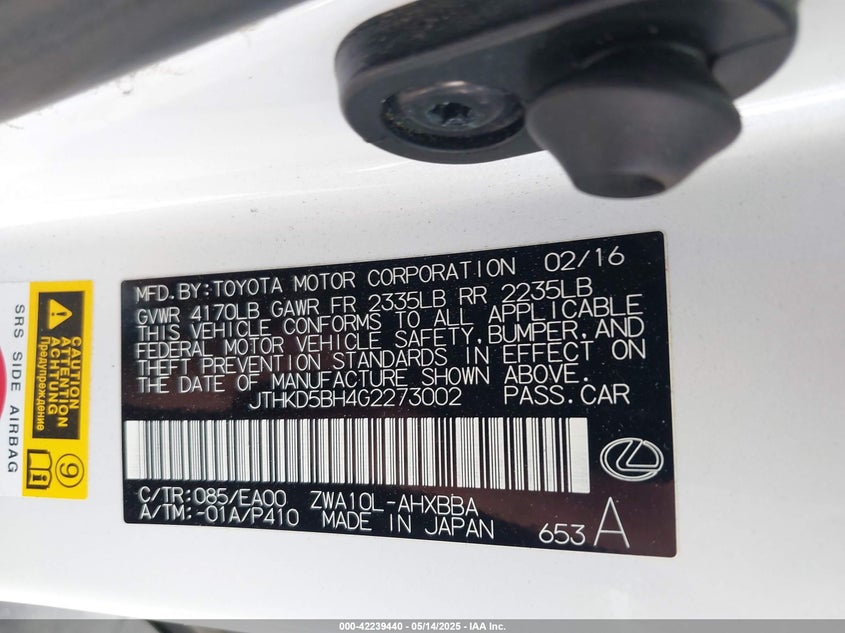 MFD.BY:TOYOTA MOTOR CORPORATION 02/16
GVWR 4170LB GAWR FR 2335LB RR 2235LB
THIS VEHICLE CONFORMS TO ALL APPLICABLE
FEDERAL MOTOR VEHICLE SAFETY,BUMPER,AND
THEFT PREVENTION STANDARDS IN EFFECT ON
THE DATE OF MANUFACTURE SHOWN ABOVE.
JTHKD5BH4G2273002 PASS.CAR
C/TR:085/EA00 ZWA10L-AHXBBA
A/TM:-01A/P410 MADE IN JAPAN 653 A
CAUTION
ATTENTION
ACHTUNG
Предупреждение
9
SRS SIDE AIRBAG
000-42239440 - 05/14/2025 - IAA Inc.